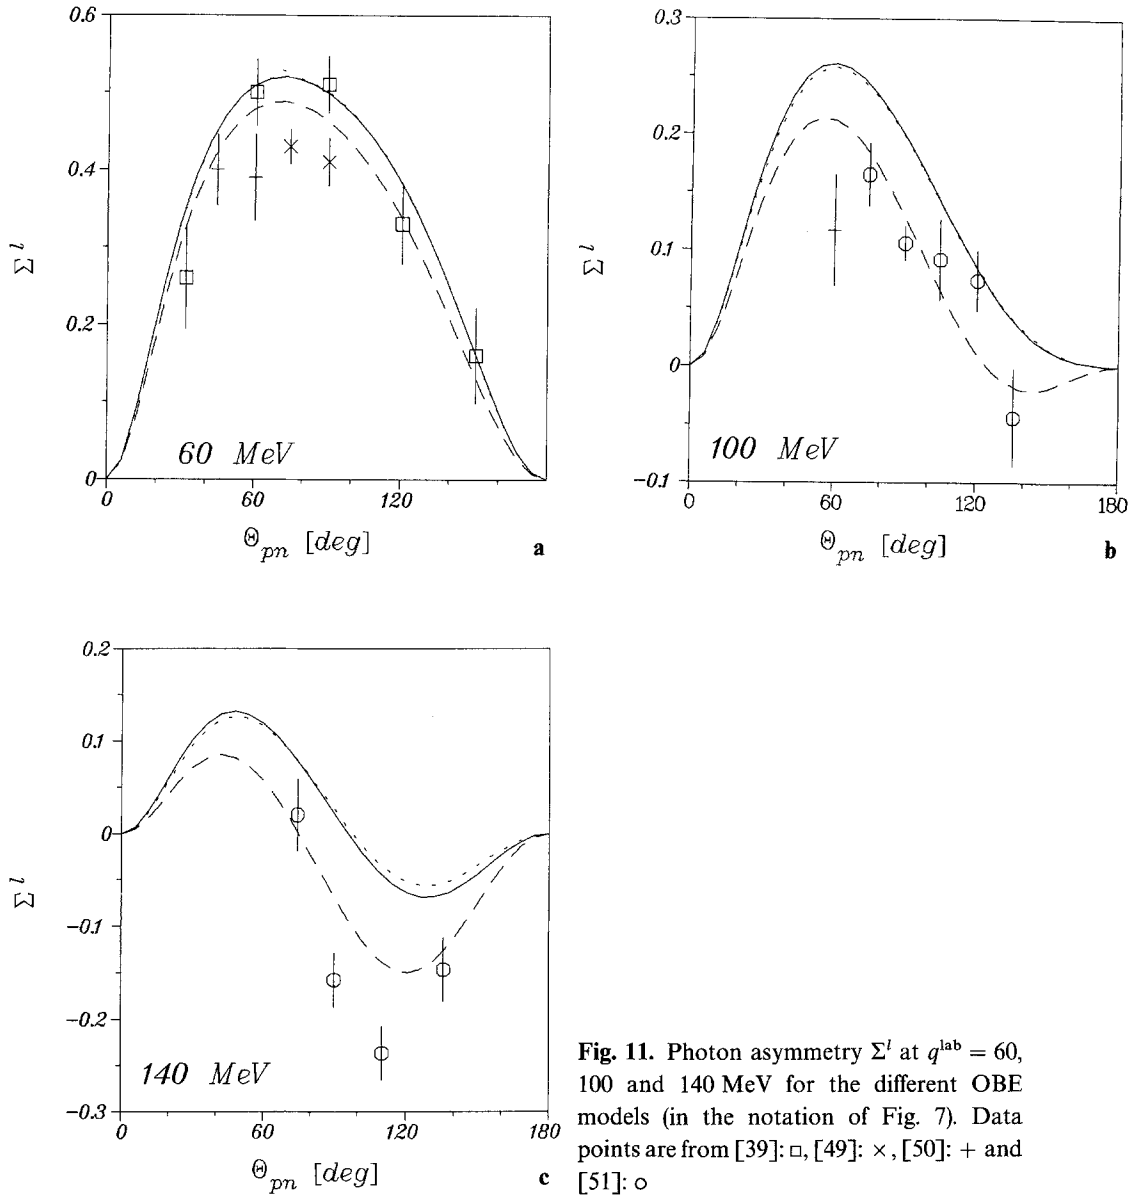 0.6
0.4
0.2
0
Σ^l
60 MeV
0 60 120
Θ_pn [deg]
a
0.3
0.2
0.1
0
−0.1
Σ^l
100 MeV
0 60 120 180
Θ_pn [deg]
b
0.2
0.1
0
−0.1
−0.2
−0.3
Σ^l
140 MeV
0 60 120 180
Θ_pn [deg]
c
Fig. 11. Photon asymmetry Σ^l at q^lab = 60,
100 and 140 MeV for the different OBE
models (in the notation of Fig. 7). Data
points are from [39]: □, [49]: ×, [50]: + and
[51]: ○